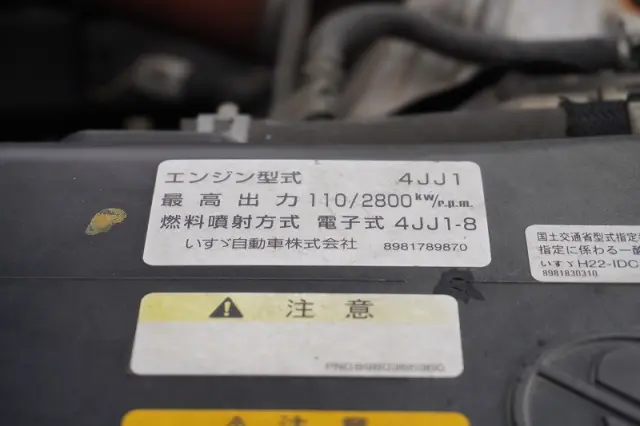 エンジン型式 4JJ1
最高出力 110/2800kw/r.p.m.
燃料噴射方式 電子式 4JJ1-8
いすゞ自動車株式会社 8981789870
国土交通省型式指定
指定に係わる一酸
いすゞH22-IDC
8981830310
注意
注意